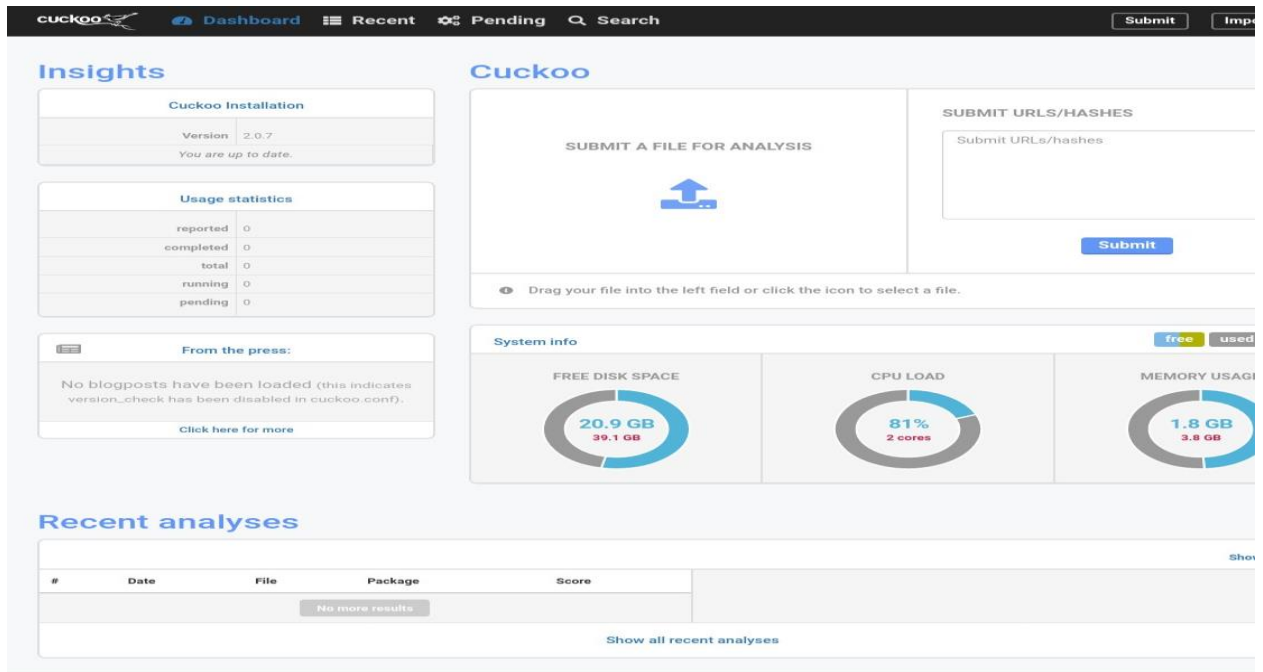 cuckoo Dashboard Recent Pending Search Submit Impo
Insights
Cuckoo Installation
Version 2.0.7
You are up to date.
Usage statistics
reported 0
completed 0
total 0
running 0
pending 0
From the press:
No blogposts have been loaded (this indicates
version_check has been disabled in cuckoo.conf).
Click here for more
Cuckoo
SUBMIT A FILE FOR ANALYSIS
SUBMIT URLS/HASHES
Submit URLs/hashes
Submit
Drag your file into the left field or click the icon to select a file.
System info
free used
FREE DISK SPACE
20.9 GB
39.1 GB
CPU LOAD
81%
2 cores
MEMORY USAG
1.8 GB
3.8 GB
Recent analyses
Show
# Date File Package Score
No more results
Show all recent analyses